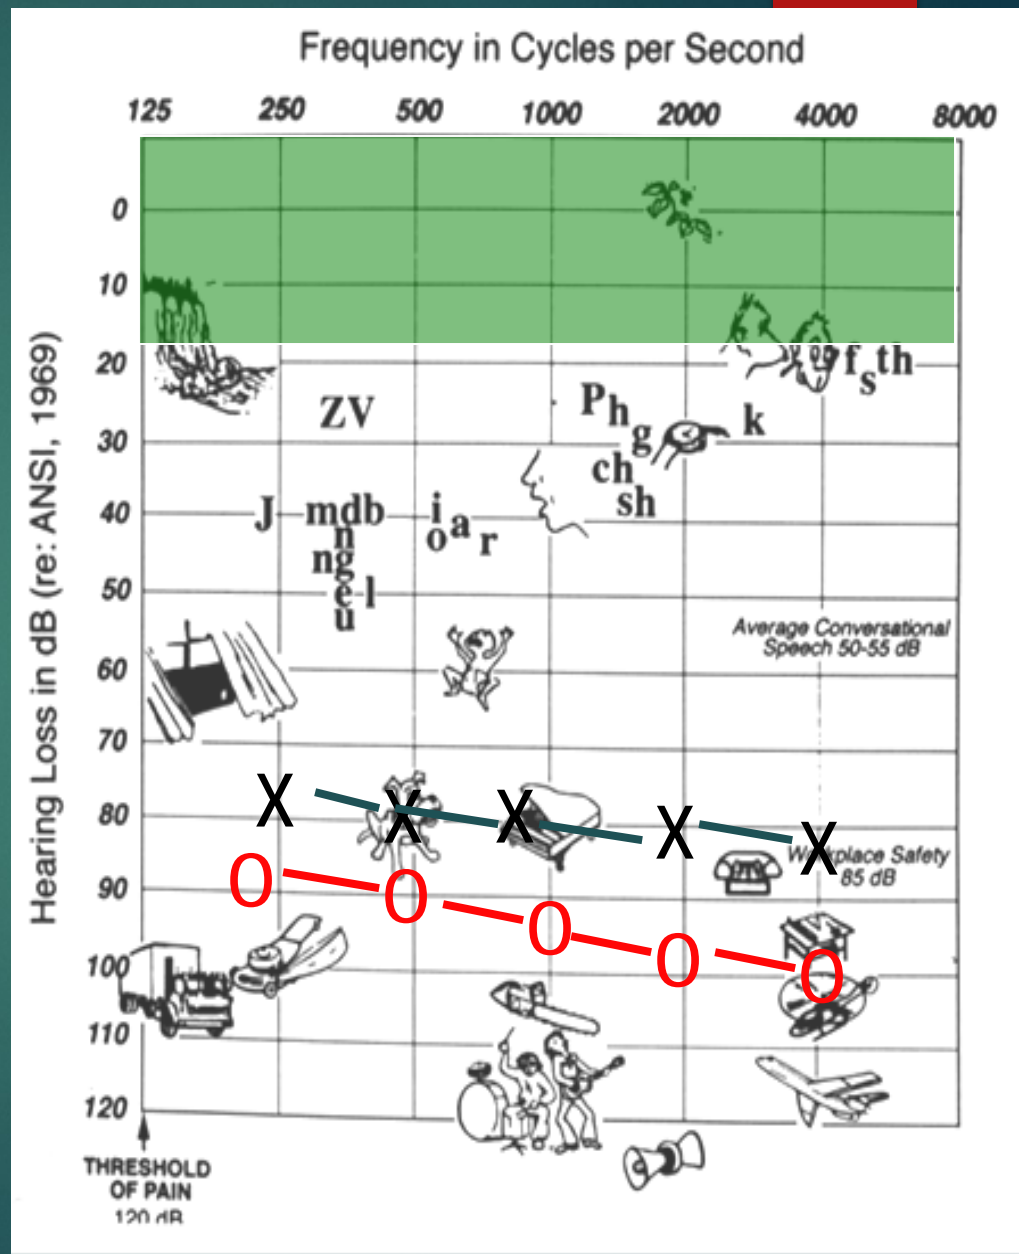 Frequency in Cycles per Second
125 250 500 1000 2000 4000 8000
Hearing Loss in dB (re: ANSI, 1969)
0
10
20
f s th
ZV
P h g
k
30
ch
sh
40
J
mdb
n
ng
e l
u
i
o a r
50
Average Conversational
Speech 50-55 dB
60
70
X X X X X
80
Workplace Safety
85 dB
O O O O O
90
100
110
120
THRESHOLD
OF PAIN
120 dB